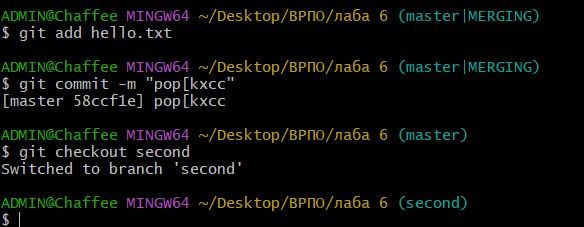 ADMIN@Chaffee MINGW64 ~/Desktop/ВРПО/лаба 6 (master|MERGING)
$ git add hello.txt
ADMIN@Chaffee MINGW64 ~/Desktop/ВРПО/лаба 6 (master|MERGING)
$ git commit -m "pop[kxcc"
[master 58ccf1e] pop[kxcc
ADMIN@Chaffee MINGW64 ~/Desktop/ВРПО/лаба 6 (master)
$ git checkout second
Switched to branch 'second'
ADMIN@Chaffee MINGW64 ~/Desktop/ВРПО/лаба 6 (second)
$